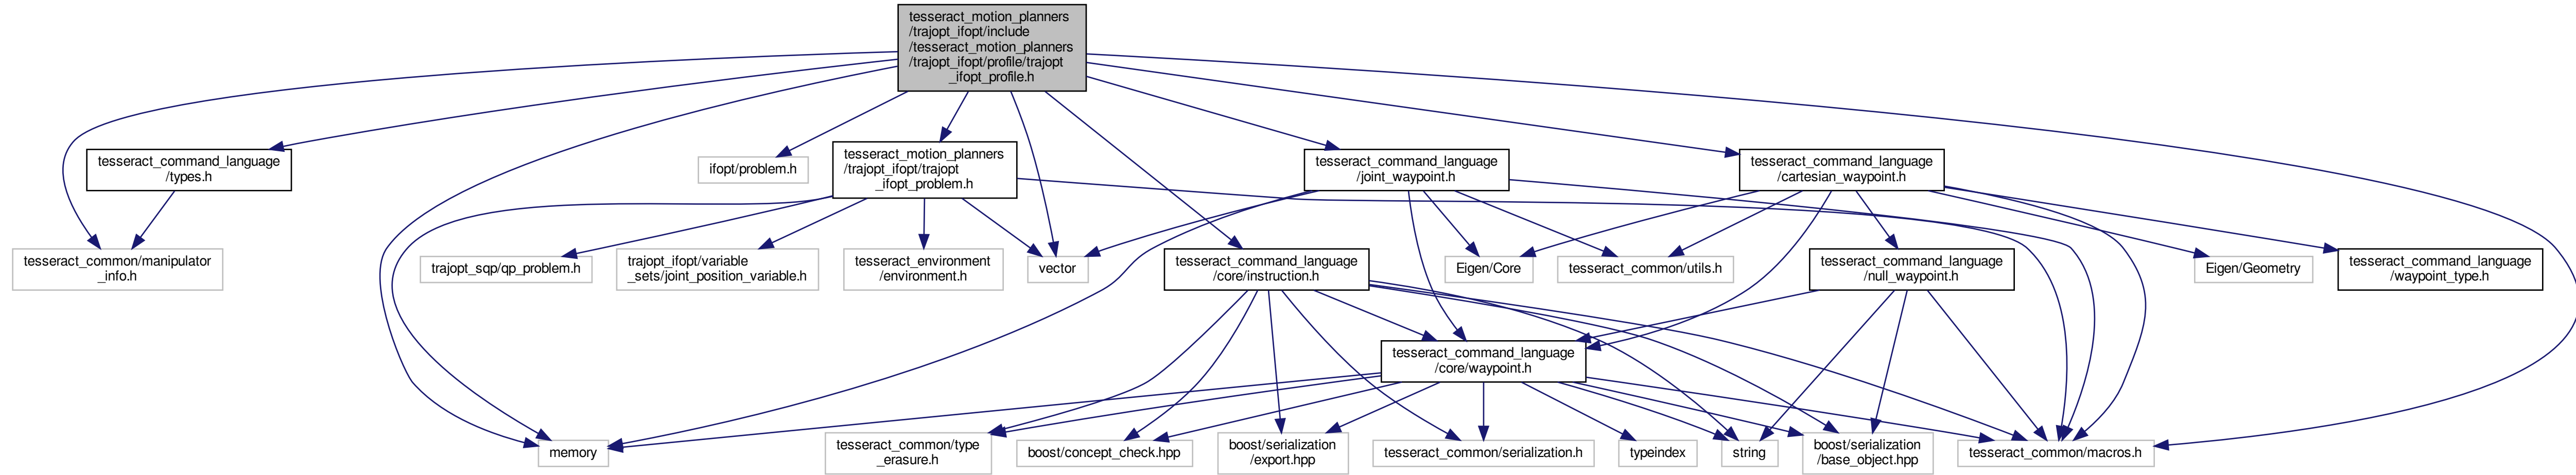 tesseract_motion_planners
/trajopt_ifopt/include
/tesseract_motion_planners
/trajopt_ifopt/profile/trajopt
_ifopt_profile.h
tesseract_command_language
/types.h
ifopt/problem.h
tesseract_motion_planners
/trajopt_ifopt/trajopt
_ifopt_problem.h
tesseract_command_language
/joint_waypoint.h
tesseract_command_language
/cartesian_waypoint.h
tesseract_common/manipulator
_info.h
trajopt_sqp/qp_problem.h
trajopt_ifopt/variable
_sets/joint_position_variable.h
tesseract_environment
/environment.h
vector
tesseract_command_language
/core/instruction.h
Eigen/Core
tesseract_common/utils.h
tesseract_command_language
/null_waypoint.h
Eigen/Geometry
tesseract_command_language
/waypoint_type.h
tesseract_command_language
/core/waypoint.h
memory
tesseract_common/type
_erasure.h
boost/concept_check.hpp
boost/serialization
/export.hpp
tesseract_common/serialization.h
typeindex
string
boost/serialization
/base_object.hpp
tesseract_common/macros.h